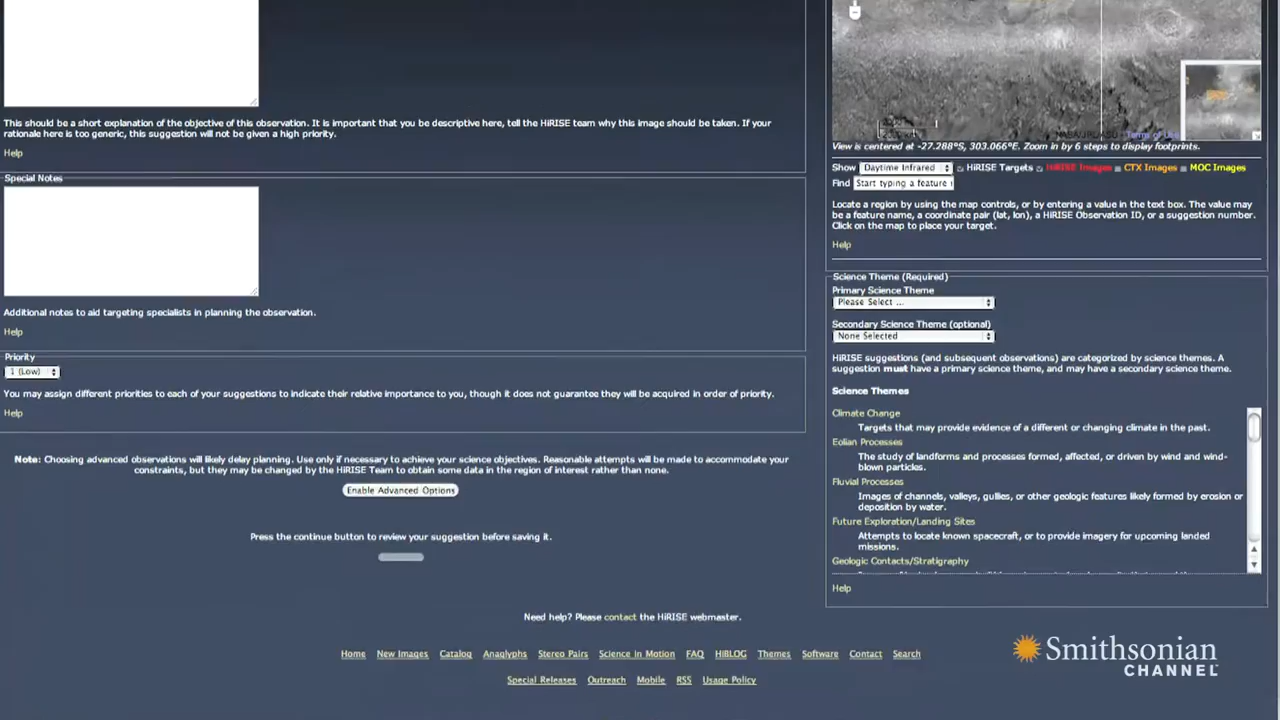 This should be a short explanation of the objective of this observation. It is important that you be descriptive here, tell the HiRISE team why this image should be taken. If your
rationale here is too generic, this suggestion will not be given a high priority.
Help
Special Notes
Additional notes to aid targeting specialists in planning the observation.
Help
Priority
1 (Low)
You may assign different priorities to each of your suggestions to indicate their relative importance to you, though it does not guarantee they will be acquired in order of priority.
Help
Note: Choosing advanced observations will likely delay planning. Use only if necessary to achieve your science objectives. Reasonable attempts will be made to accommodate your
constraints, but they may be changed by the HiRISE Team to obtain some data in the region of interest rather than none.
Enable Advanced Options
Press the continue button to review your suggestion before saving it.
Terms of Use
View is centered at -27.288°S, 303.066°E. Zoom in by 6 steps to display footprints.
Show Daytime Infrared HiRISE Targets HiRISE Images CTX Images MOC Images
Find Start typing a feature
Locate a region by using the map controls, or by entering a value in the text box. The value may
be a feature name, a coordinate pair (lat, lon), a HiRISE Observation ID, or a suggestion number.
Click on the map to place your target.
Help
Science Theme (Required)
Primary Science Theme
Please Select ...
Secondary Science Theme (optional)
None Selected
HiRISE suggestions (and subsequent observations) are categorized by science themes. A
suggestion must have a primary science theme, and may have a secondary science theme.
Science Themes
Climate Change
Targets that may provide evidence of a different or changing climate in the past.
Eolian Processes
The study of landforms and processes formed, affected, or driven by wind and wind-
blown particles.
Fluvial Processes
Images of channels, valleys, gullies, or other geologic features likely formed by erosion or
deposition by water.
Future Exploration/Landing Sites
Attempts to locate known spacecraft, or to provide imagery for upcoming landed
missions.
Geologic Contacts/Stratigraphy
Help
Need help? Please contact the HiRISE webmaster.
Home New Images Catalog Anaglyphs Stereo Pairs Science in Motion FAQ HiBLOG Themes Software Contact Search
Special Releases Outreach Mobile RSS Usage Policy
Smithsonian
CHANNEL